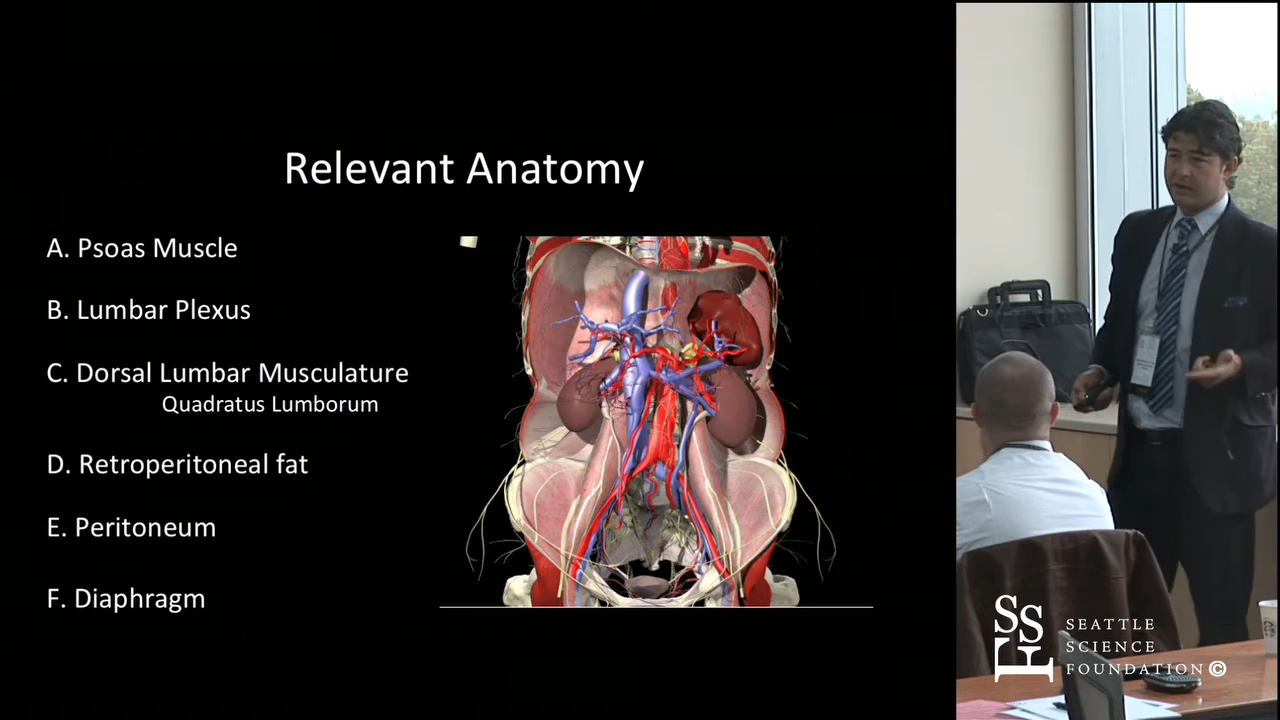 Relevant Anatomy
A. Psoas Muscle
B. Lumbar Plexus
C. Dorsal Lumbar Musculature
Quadratus Lumborum
D. Retroperitoneal fat
E. Peritoneum
F. Diaphragm
SSF
SEATTLE
SCIENCE
FOUNDATION©